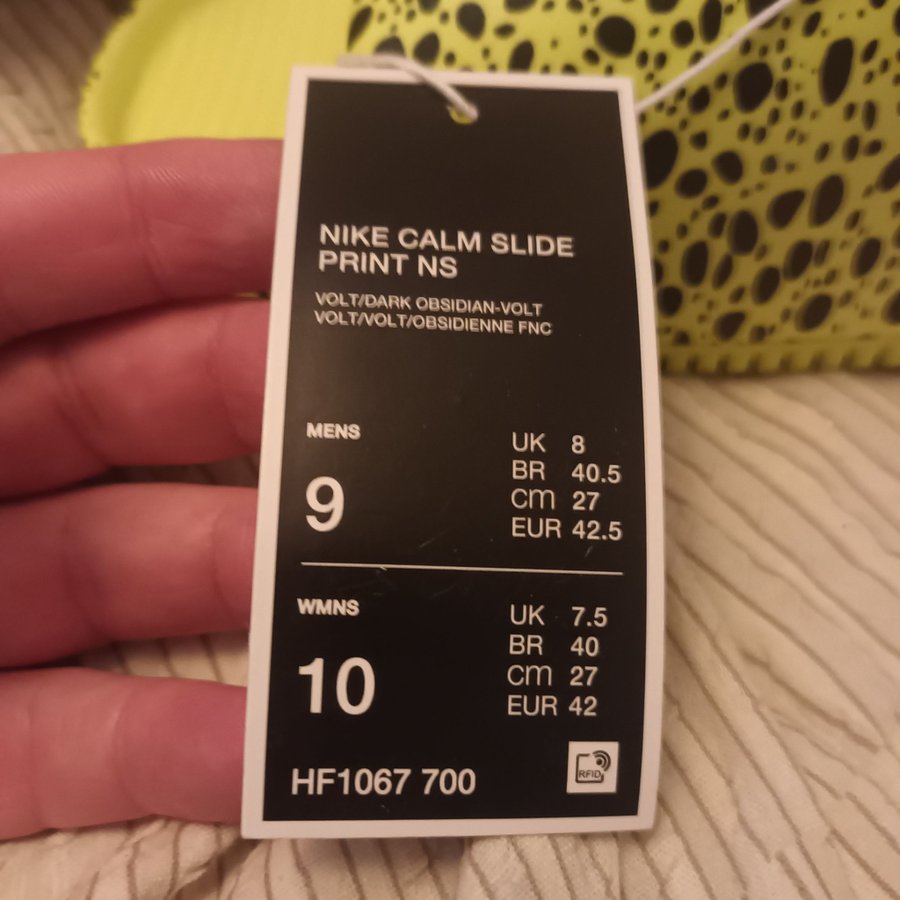 NIKE CALM SLIDE
PRINT NS
VOLT/DARK OBSIDIAN-VOLT
VOLT/VOLT/OBSIDIENNE FNC
MENS
9
UK 8
BR 40.5
CM 27
EUR 42.5
WMNS
10
UK 7.5
BR 40
CM 27
EUR 42
HF1067 700
RFID